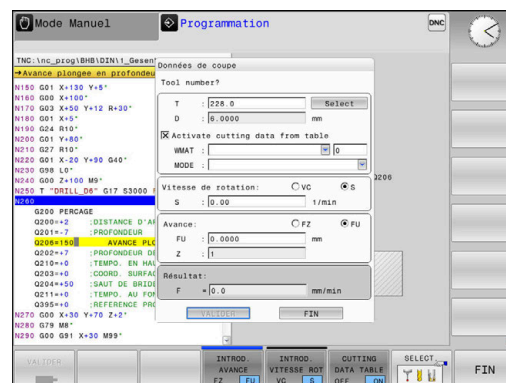 Mode Manuel
Programmation
DNC
TNC:\nc_prog\BHB\DIN\1_Gesen
→Avance plongee en profondeu
N150 G01 X+130 Y+5*
N160 G00 X+100*
N170 G03 X+50 Y+12 R+30*
N180 G01 X+5*
N190 G24 R10*
N200 G01 Y+80*
N210 G27 R10*
N220 G01 X-20 Y+90 G40*
N230 G98 L0*
N240 G00 Z+100 M9*
N250 T "DRILL_D6" G17 S3000
N260
G200 PERCAGE
Q200=+2 ;DISTANCE D'A
Q201=-7 ;PROFONDEUR
Q206=150 AVANCE PLO
Q202=+7 ;PROFONDEUR DE
Q210=+0 ;TEMPO. EN HAU
Q203=+0 ;COORD. SURFAC
Q204=+50 ;SAUT DE BRIDE
Q211=+0 ;TEMPO. AU FON
Q395=+0 ;REFERENCE PRO
N270 G00 X+30 Y+70 Z+2*
N280 G79 M8*
N290 G00 G91 X+30 M99*
Données de coupe
Tool number?
T : 228.0 Select
D : 6.0000 mm
Activate cutting data from table
WMAT : 0
MODE :
Vitesse de rotation: VC S
S : 0.00 1/min
Avance: FZ FU
FU : 0.0000 mm
Z : 1
Résultat:
F = 0.0 mm/min
VALIDER FIN
Q206
VALIDER
INTROD. AVANCE FZ FU
INTROD. VITESSE ROT VC S
CUTTING DATA TABLE OFF ON
SELECT
FIN